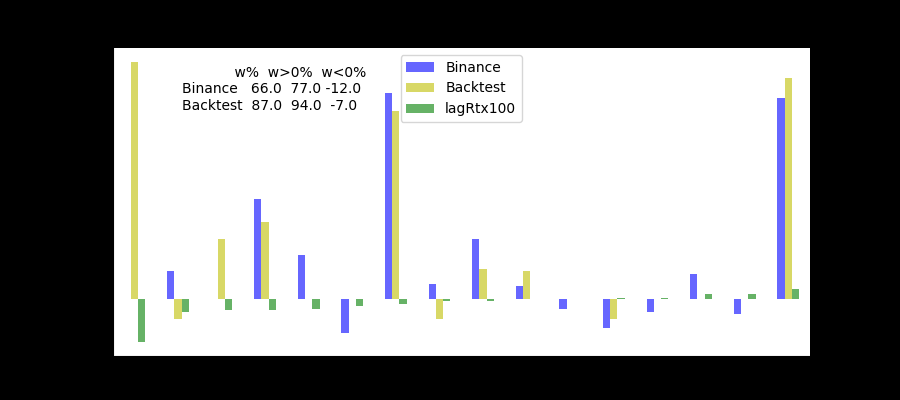 w% w>0% w<0%
Binance 66.0 77.0 -12.0
Backtest 87.0 94.0 -7.0
Binance
Backtest
lagRtx100